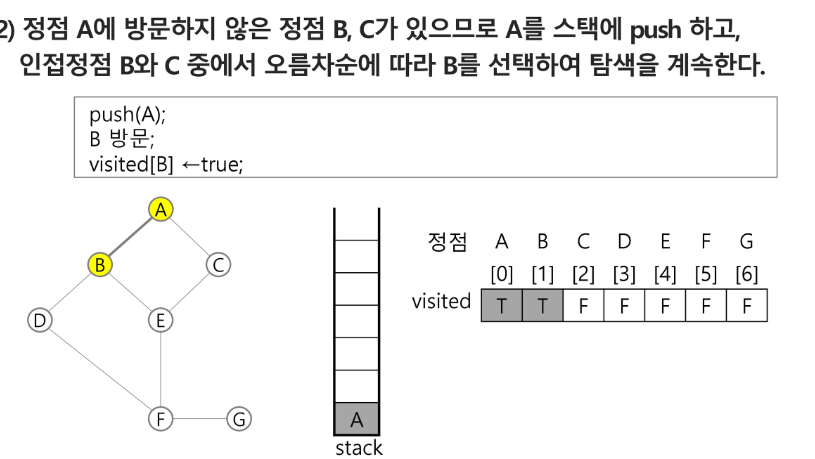 2) 정점 A에 방문하지 않은 정점 B, C가 있으므로 A를 스택에 push 하고,
인접정점 B와 C 중에서 오름차순에 따라 B를 선택하여 탐색을 계속한다.
push(A);
B 방문;
visited[B] ←true;
A
B
C
D
E
F
G
A
stack
정점 A B C D E F G
[0] [1] [2] [3] [4] [5] [6]
visited T T F F F F F